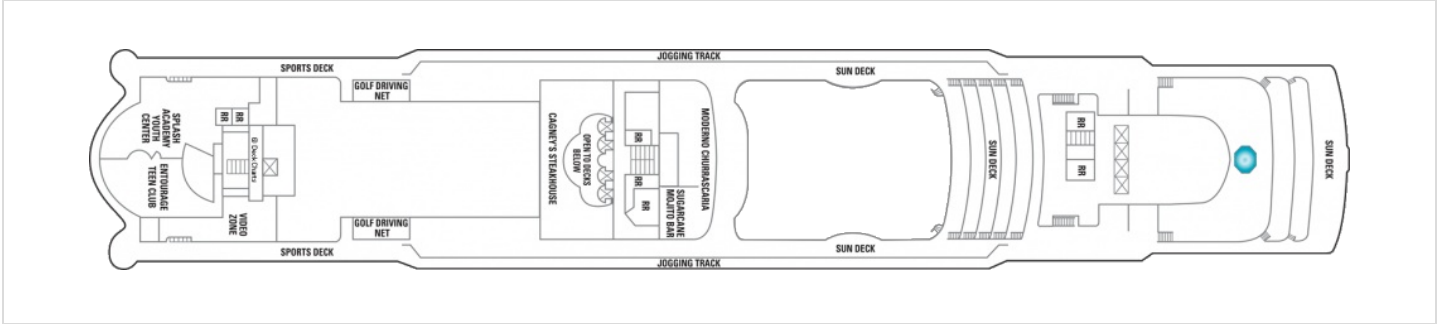 JOGGING TRACK
SPORTS DECK
SUN DECK
GOLF DRIVING
NET
SPLASH
ACADEMY
YOUTH
CENTER
RR
RR
© Deck Chartz
ENTOURAGE
TEEN CLUB
VIDEO
ZONE
CAGNEY'S STEAKHOUSE
OPEN TO DECKS
BELOW
RR
RR
RR
MODERNO CHURRASCARIA
SUGARCANE
MOJITO BAR
SUN DECK
RR
RR
SUN DECK
GOLF DRIVING
NET
SPORTS DECK
SUN DECK
JOGGING TRACK